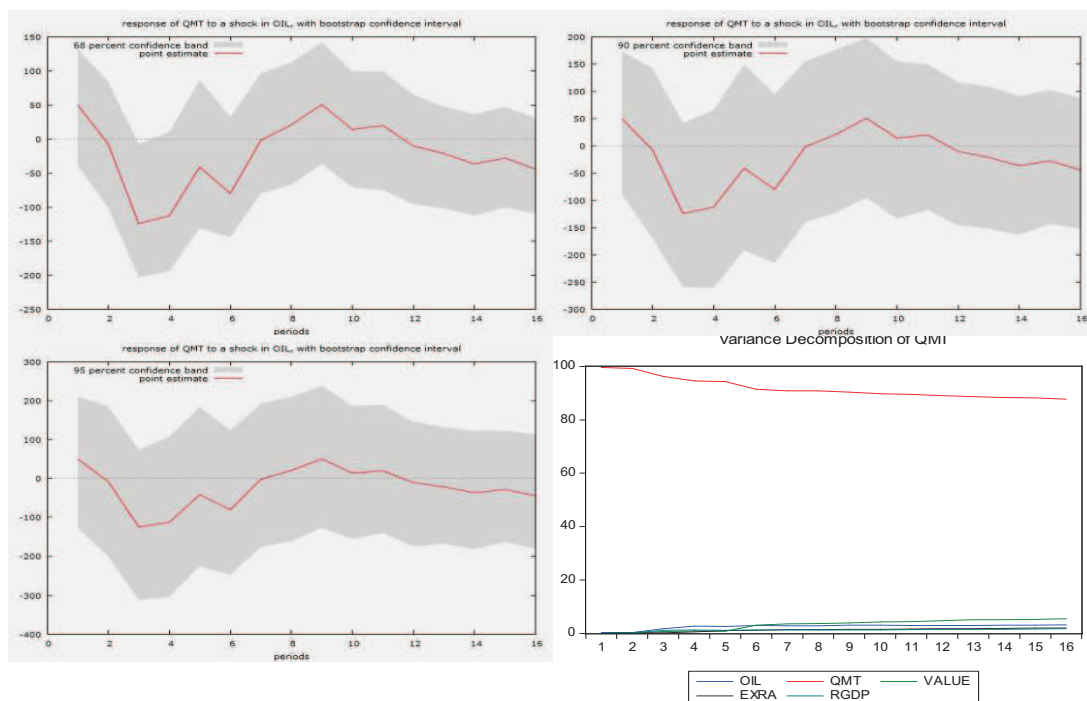 response of QMT to a shock in OIL, with bootstrap confidence interval
68 percent confidence band
point estimate
150
100
50
0
-50
-100
-150
-200
-250
0 2 4 6 8 10 12 14 16
periods
response of QMT to a shock in OIL, with bootstrap confidence interval
90 percent confidence band
point estimate
200
150
100
50
0
-50
-100
-150
-200
-250
-300
0 2 4 6 8 10 12 14 16
periods
response of QMT to a shock in OIL, with bootstrap confidence interval
95 percent confidence band
point estimate
300
200
100
0
-100
-200
-300
-400
0 2 4 6 8 10 12 14 16
periods
Variance Decomposition of QMT
100
80
60
40
20
0
1 2 3 4 5 6 7 8 9 10 11 12 13 14 15 16
OIL QMT VALUE
EXRA RGDP